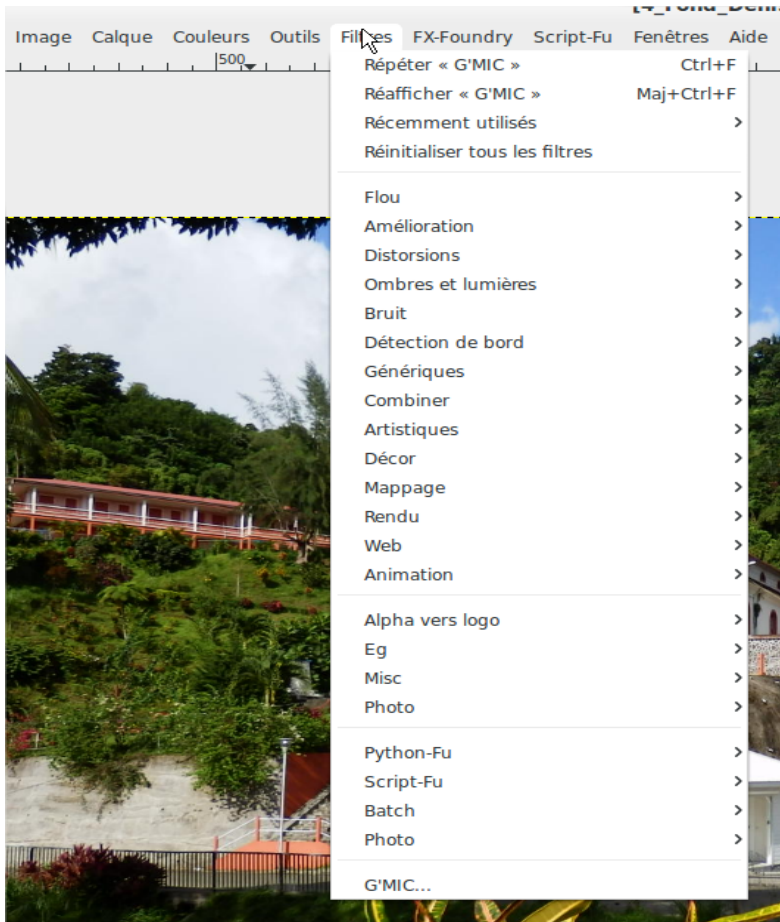 Image Calque Couleurs Outils Filtres FX-Foundry Script-Fu Fenêtres Aide
500
Répéter « G'MIC » Ctrl+F
Réafficher « G'MIC » Maj+Ctrl+F
Récemment utilisés
Réinitialiser tous les filtres
Flou
Amélioration
Distorsions
Ombres et lumières
Bruit
Détection de bord
Génériques
Combiner
Artistiques
Décor
Mappage
Rendu
Web
Animation
Alpha vers logo
Eg
Misc
Photo
Python-Fu
Script-Fu
Batch
Photo
G'MIC...